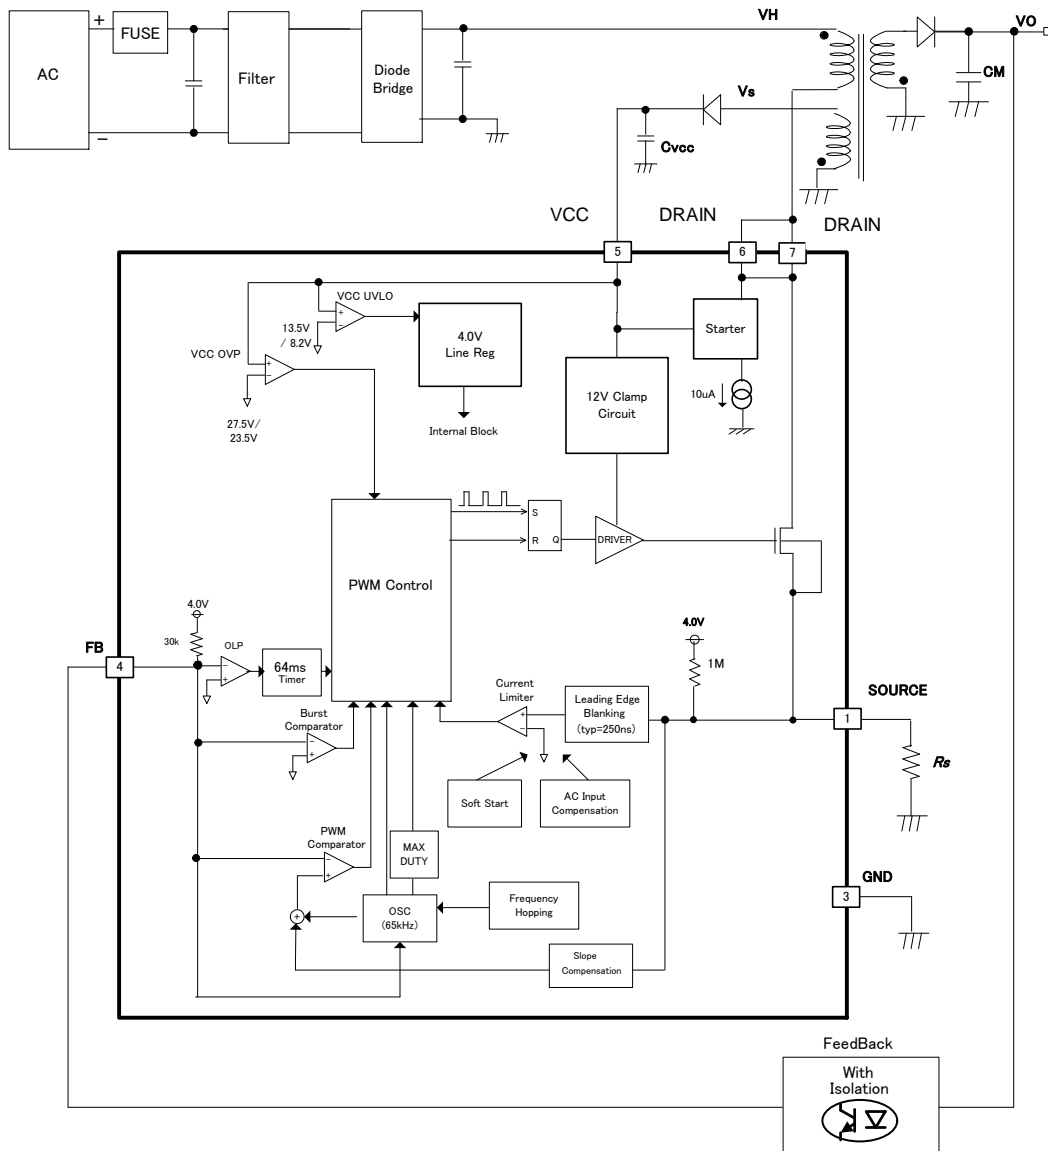 VH
VO
+
FUSE
AC
Filter
Diode
Bridge
CM
−
Vs
Cvcc
VCC
DRAIN
DRAIN
5
6
7
VCC UVLO
+
−
13.5V
/ 8.2V
4.0V
Line Reg
Starter
VCC OVP
+
−
12V Clamp
Circuit
10uA
27.5V/
23.5V
Internal Block
S
R
Q
DRIVER
PWM Control
4.0V
30k
FB
4
OLP
−
+
64ms
Timer
4.0V
1M
Current
Limiter
+
−
Leading Edge
Blanking
(typ=250ns)
SOURCE
1
Rs
Burst
Comparator
−
+
Soft Start
AC Input
Compensation
PWM
Comparator
−
+
MAX
DUTY
GND
3
+
OSC
(65kHz)
Frequency
Hopping
Slope
Compensation
FeedBack
With
Isolation